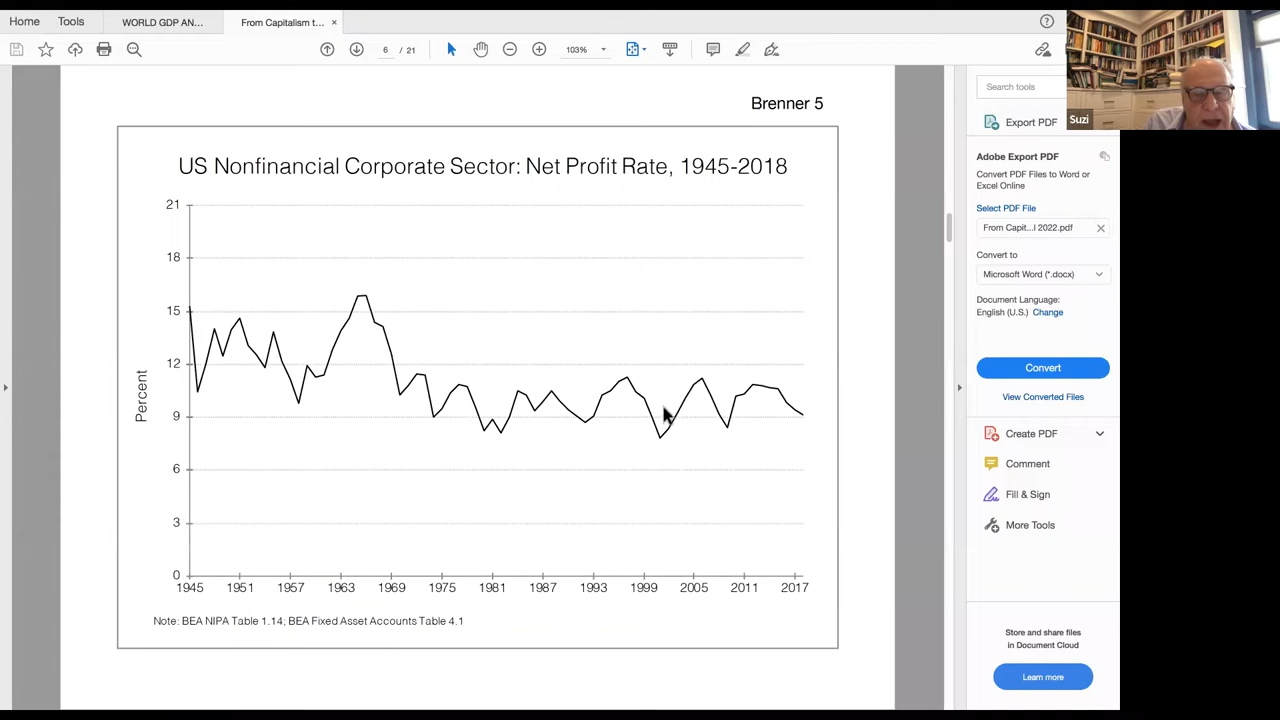 Home Tools WORLD GDP AN... From Capitalism t... ×
6 / 21 103%
Search tools
Suzi
Brenner 5
Export PDF
Adobe Export PDF
Convert PDF Files to Word or
Excel Online
Select PDF File
From Capit...l 2022.pdf
Convert to
Microsoft Word (*.docx)
Document Language:
English (U.S.) Change
Convert
View Converted Files
Create PDF
Comment
Fill & Sign
More Tools
Store and share files
in Document Cloud
Learn more
US Nonfinancial Corporate Sector: Net Profit Rate, 1945-2018
Percent
21
18
15
12
9
6
3
0
1945 1951 1957 1963 1969 1975 1981 1987 1993 1999 2005 2011 2017
Note: BEA NIPA Table 1.14; BEA Fixed Asset Accounts Table 4.1